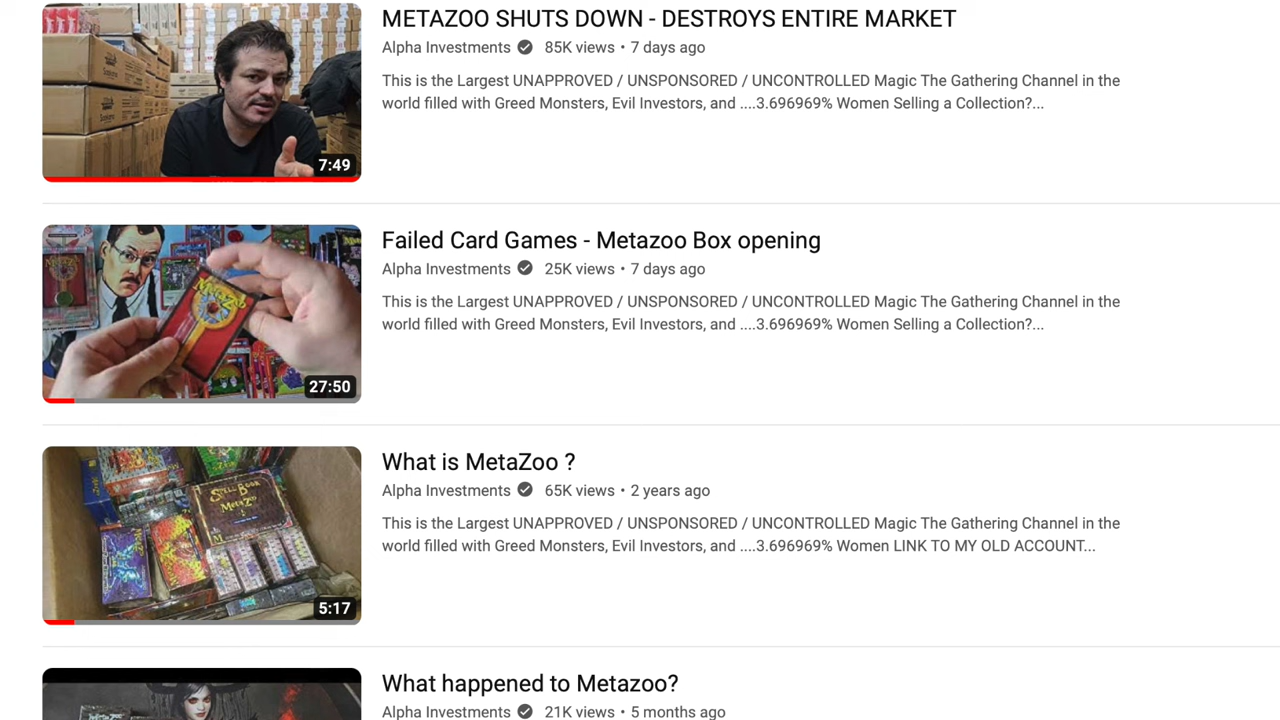 METAZOO SHUTS DOWN - DESTROYS ENTIRE MARKET
Alpha Investments 85K views • 7 days ago
This is the Largest UNAPPROVED / UNSPONSORED / UNCONTROLLED Magic The Gathering Channel in the
world filled with Greed Monsters, Evil Investors, and ....3.696969% Women Selling a Collection?...
7:49
Failed Card Games - Metazoo Box opening
Alpha Investments 25K views • 7 days ago
This is the Largest UNAPPROVED / UNSPONSORED / UNCONTROLLED Magic The Gathering Channel in the
world filled with Greed Monsters, Evil Investors, and ....3.696969% Women Selling a Collection?...
27:50
What is MetaZoo ?
Alpha Investments 65K views • 2 years ago
This is the Largest UNAPPROVED / UNSPONSORED / UNCONTROLLED Magic The Gathering Channel in the
world filled with Greed Monsters, Evil Investors, and ....3.696969% Women LINK TO MY OLD ACCOUNT...
SPELL BOOK
METAZOO
5:17
What happened to Metazoo?
Alpha Investments 21K views • 5 months ago